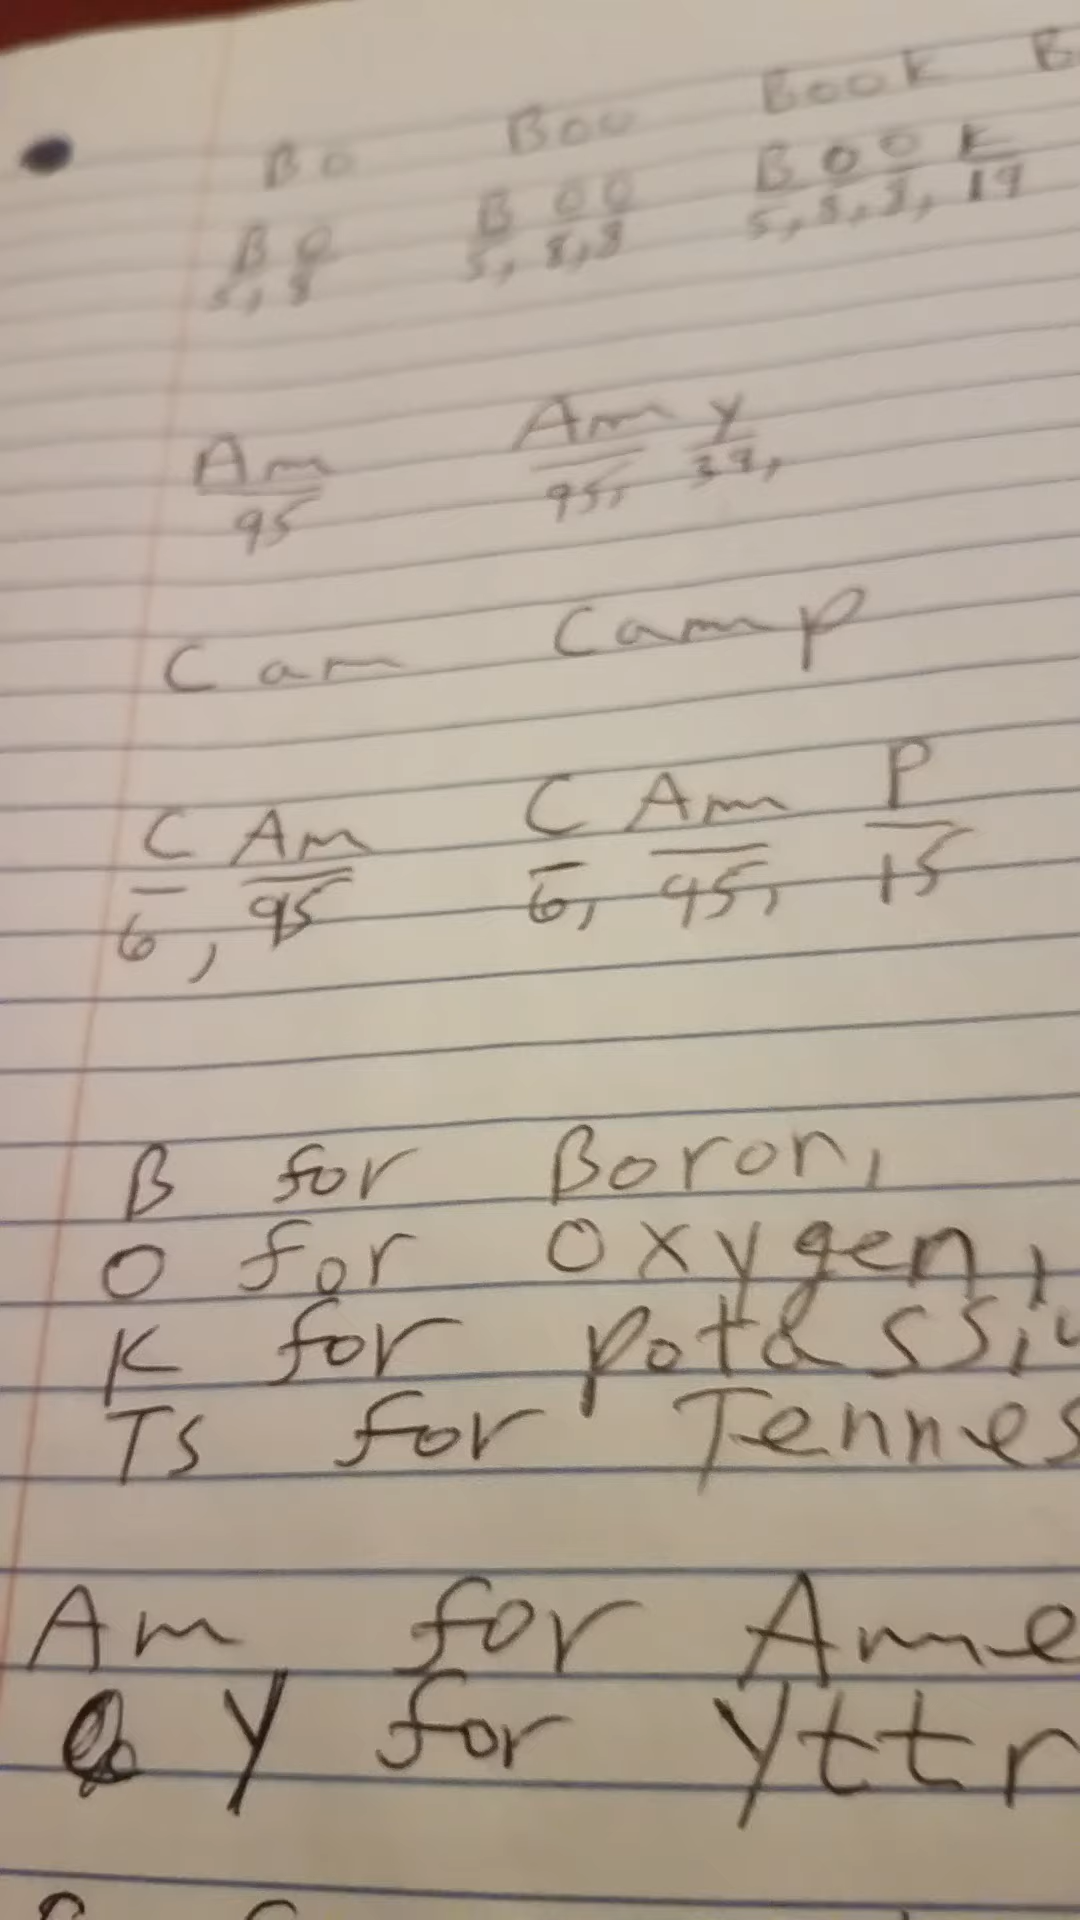 Bo Boo Book B
B O B O O B O O K
5, 8 5, 8,8 5,8,8, 19
Am Am y
95 95, 39,
Cam Camp
C Am C Am P
6, 95 6, 95, 15
B for Boron,
O for Oxygen,
K for potassiu
Ts for Tennes
Am for Ame
y for yttr